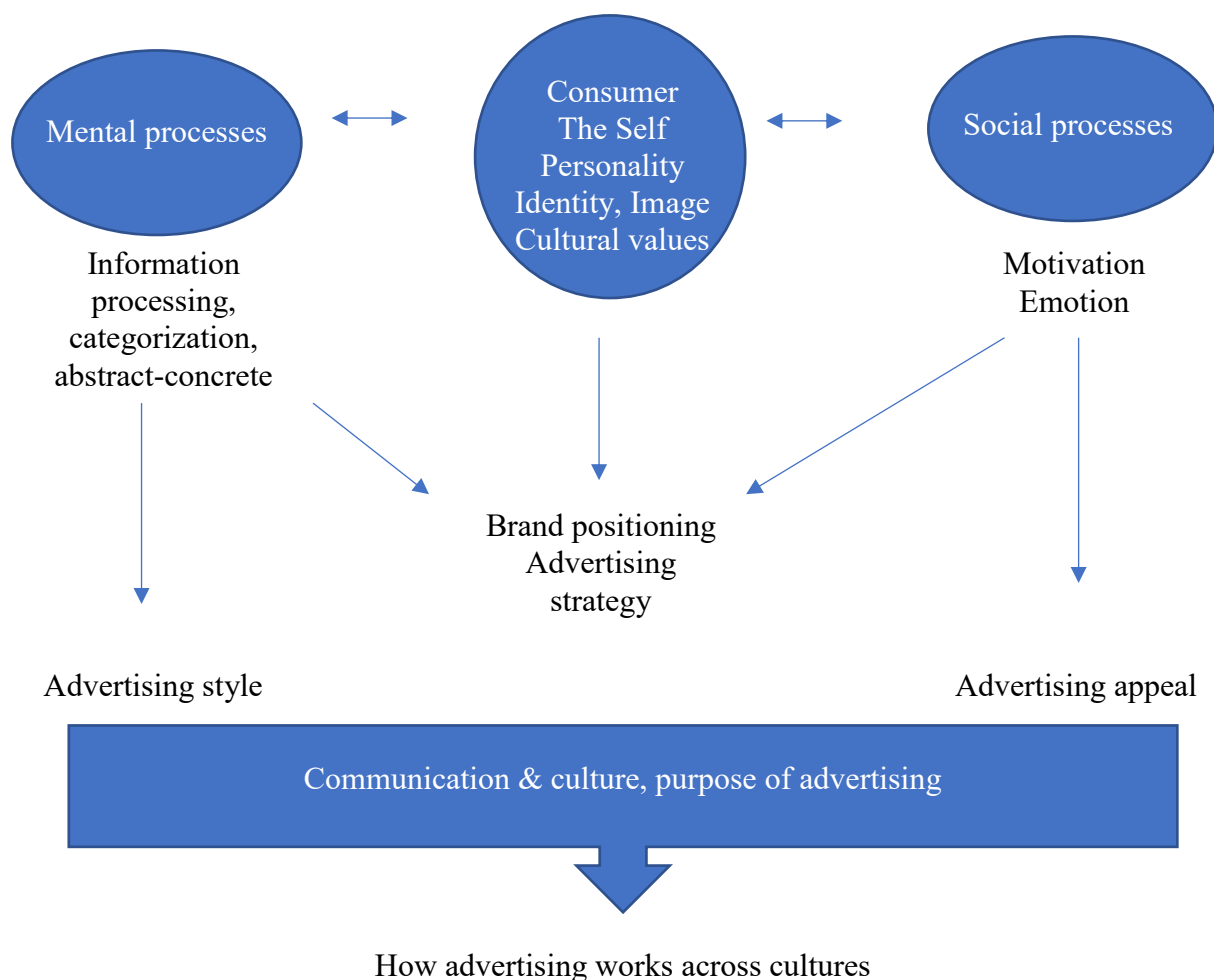 Mental processes
Consumer
The Self
Personality
Identity, Image
Cultural values
Social processes
Information
processing,
categorization,
abstract-concrete
Motivation
Emotion
Brand positioning
Advertising
strategy
Advertising style
Advertising appeal
Communication & culture, purpose of advertising
How advertising works across cultures